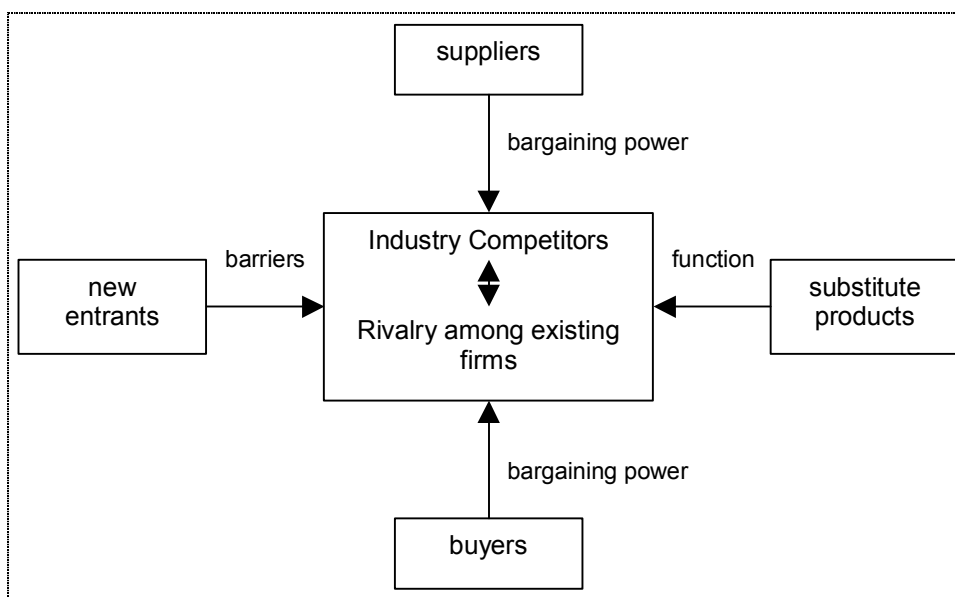 suppliers
bargaining power
Industry Competitors
Rivalry among existing
firms
barriers
new
entrants
function
substitute
products
bargaining power
buyers